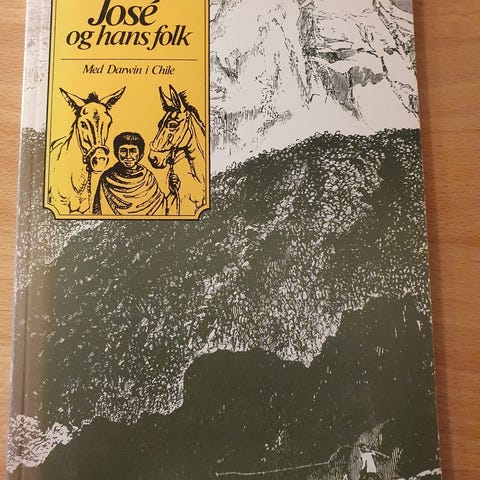 José
og hans folk
Med Darwin i Chile